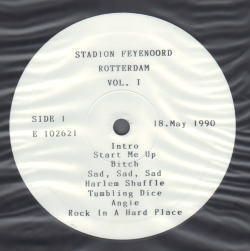 STADION FEYENOORD
ROTTERDAM
VOL. I
SIDE 1
E 102621
18.May 1990
Intro
Start Me Up
Bitch
Sad, Sad, Sad
Harlem Shuffle
Tumbling Dice
Angie
Rock In A Hard Place